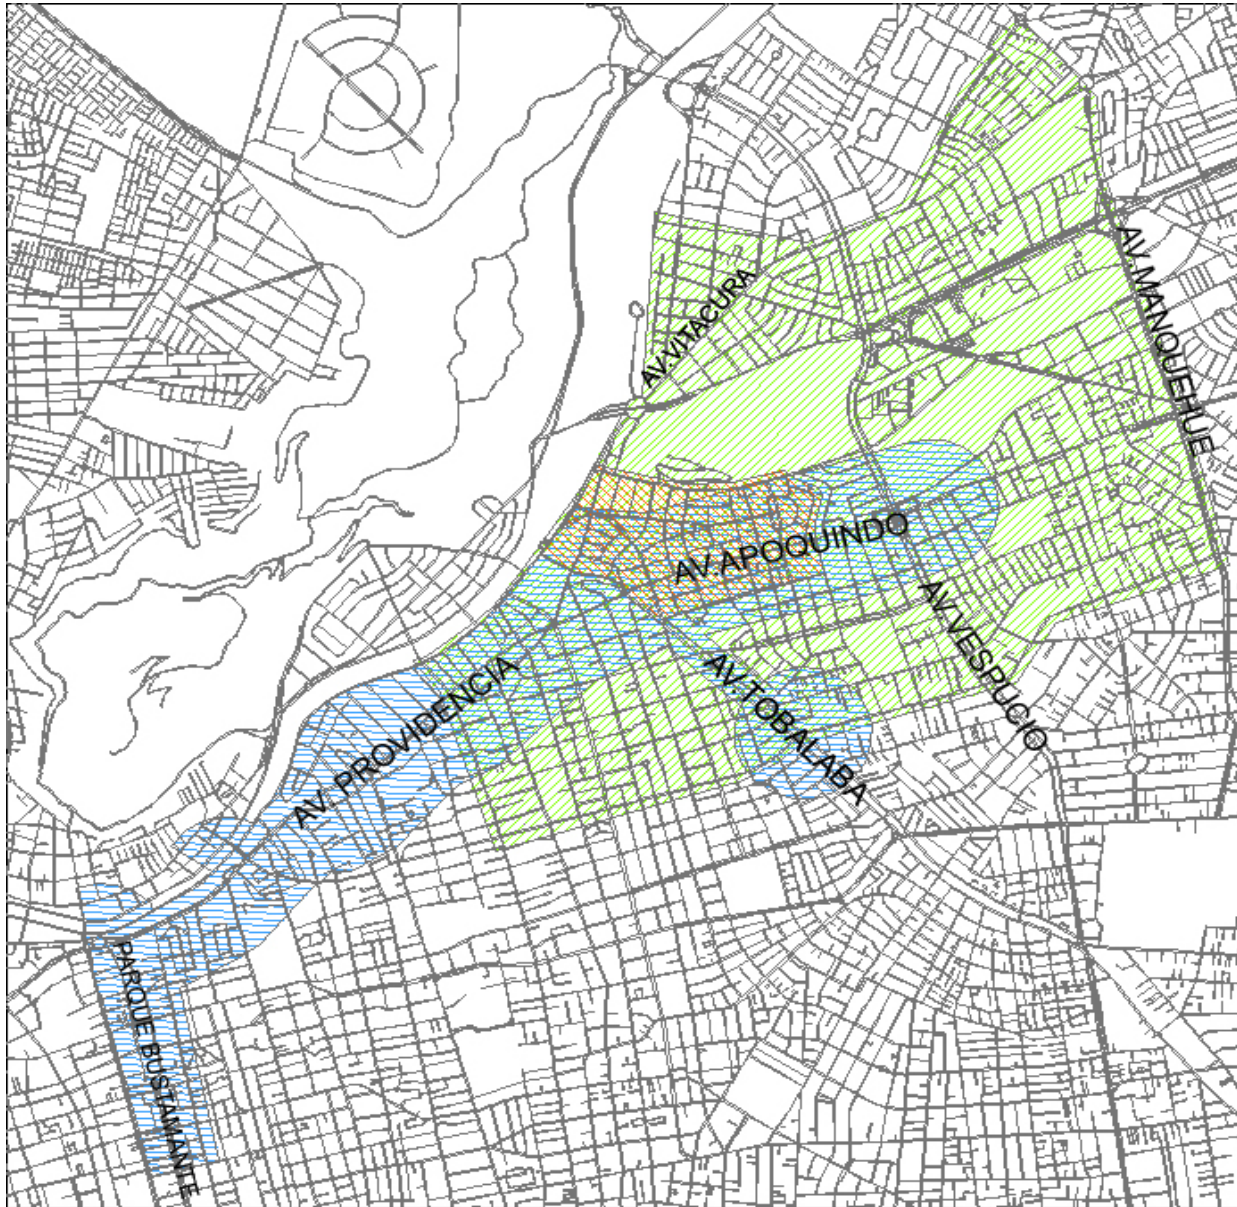 AV.MANQUEHUE
AV.VITACURA
AV.APOQUINDO
AV.VESPUCIO
AV.TOBALABA
AV. PROVIDENCIA
PARQUE BUSTAMANTE